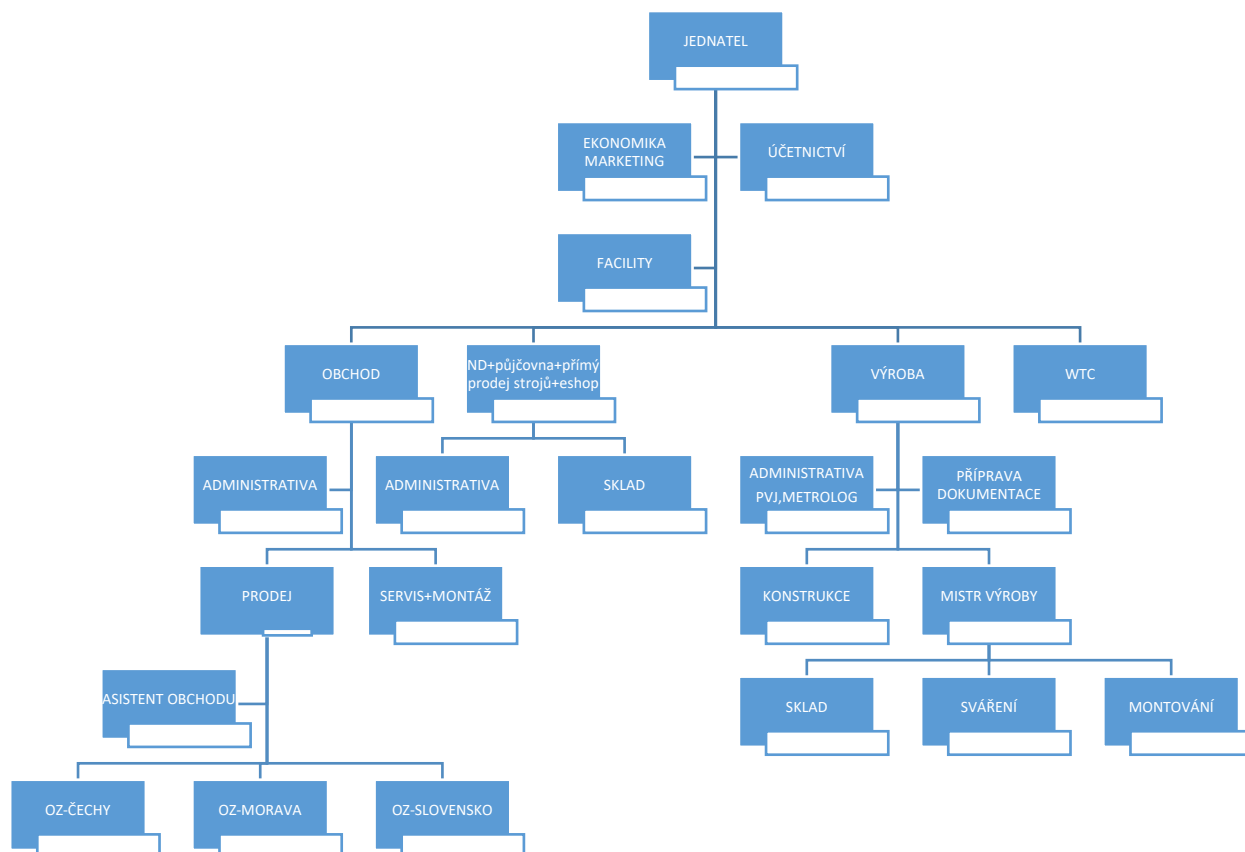 JEDNATEL
EKONOMIKA
MARKETING
ÚČETNICTVÍ
FACILITY
OBCHOD
ND+půjčovna+přímý
prodej strojů+eshop
VÝROBA
WTC
ADMINISTRATIVA
ADMINISTRATIVA
SKLAD
ADMINISTRATIVA
PVJ,METROLOG
PŘÍPRAVA
DOKUMENTACE
PRODEJ
SERVIS+MONTÁŽ
KONSTRUKCE
MISTR VÝROBY
ASISTENT OBCHODU
SKLAD
SVÁŘENÍ
MONTOVÁNÍ
OZ-ČECHY
OZ-MORAVA
OZ-SLOVENSKO